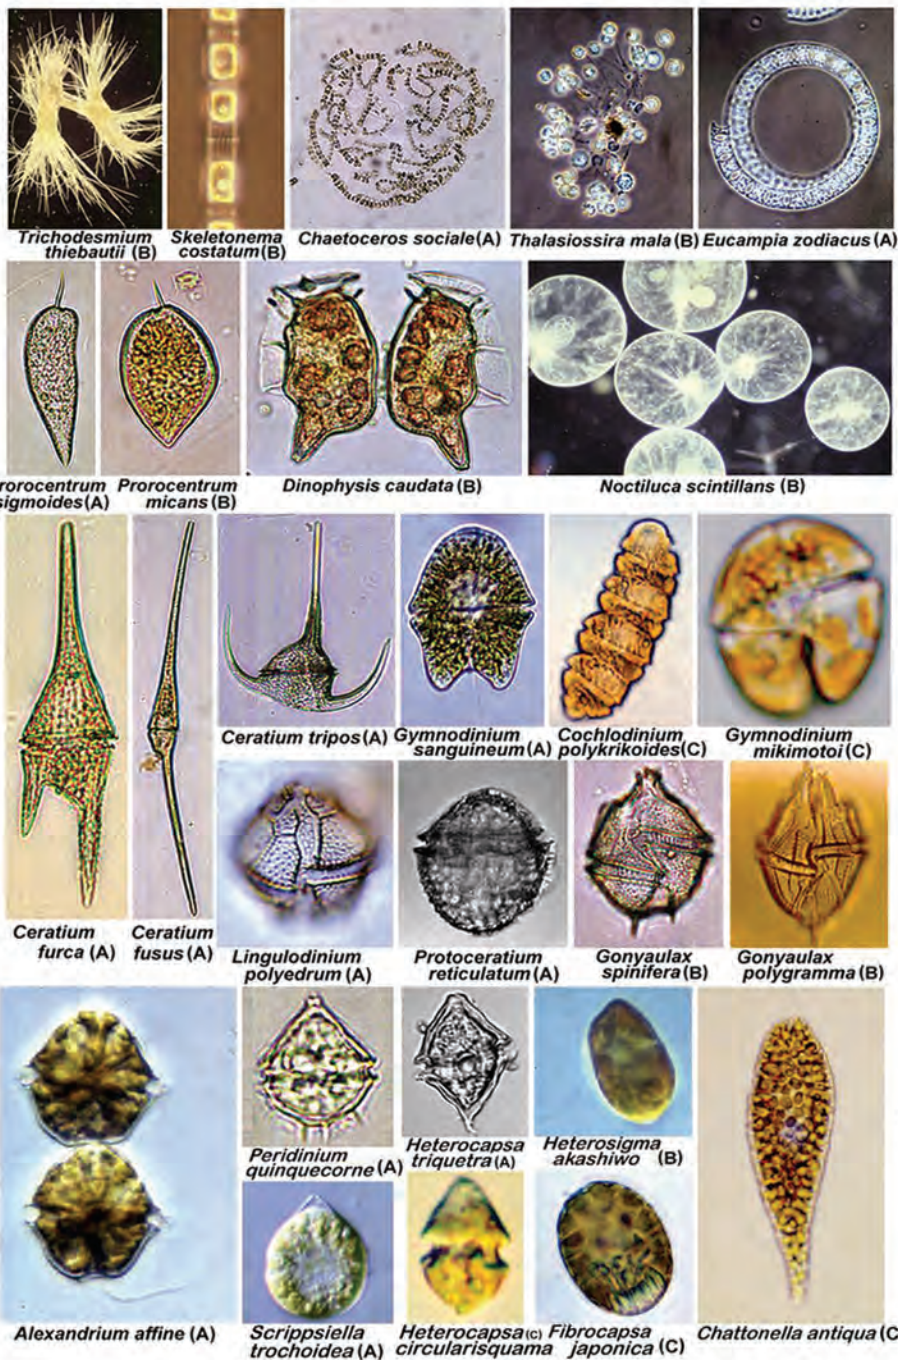 Trichodesmium
thiebautii (B)
Skeletonema
costatum (B)
Chaetoceros sociale (A)
Thalasiossira mala (B)
Eucampia zodiacus (A)
rorocentrum
sigmoides (A)
Prorocentrum
micans (B)
Dinophysis caudata (B)
Noctiluca scintillans (B)
Ceratium tripos (A)
Gymnodinium
sanguineum (A)
Cochlodinium
polykrikoides (C)
Gymnodinium
mikimotoi (C)
Ceratium
furca (A)
Ceratium
fusus (A)
Lingulodinium
polyedrum (A)
Protoceratium
reticulatum (A)
Gonyaulax
spinifera (B)
Gonyaulax
polygramma (B)
Peridinium
quinquecorne (A)
Heterocapsa
triquetra (A)
Heterosigma
akashiwo (B)
Alexandrium affine (A)
Scrippsiella
trochoidea (A)
Heterocapsa (C)
circularisquama
Fibrocapsa
japonica (C)
Chattonella antiqua (C